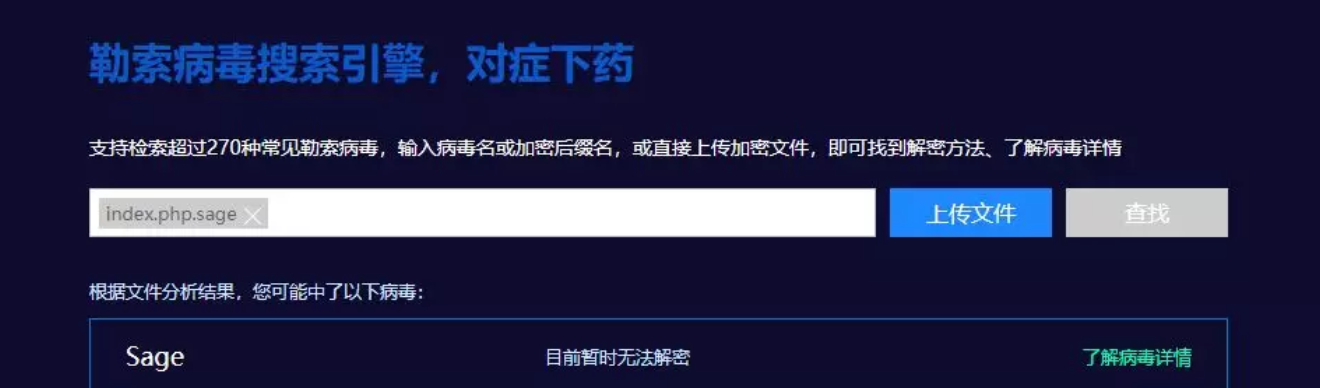 勒索病毒搜索引擎，对症下药
支持检索超过270种常见勒索病毒，输入病毒名或加密后缀名，或直接上传加密文件，即可找到解密方法、了解病毒详情
index.php.sage
上传文件
查找
根据文件分析结果，您可能中了以下病毒：
Sage
目前暂时无法解密
了解病毒详情